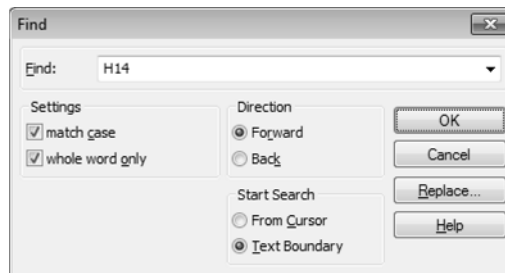 Find
Find: H14
Settings
match case
whole word only
Direction
Forward
Back
Start Search
From Cursor
Text Boundary
OK
Cancel
Replace...
Help